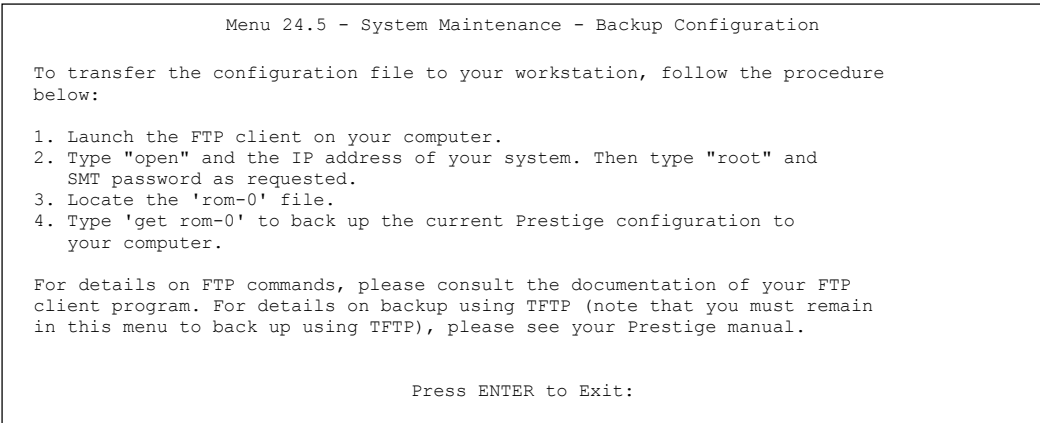 Menu 24.5 - System Maintenance - Backup Configuration
To transfer the configuration file to your workstation, follow the procedure
below:
1. Launch the FTP client on your computer.
2. Type "open" and the IP address of your system. Then type "root" and
SMT password as requested.
3. Locate the 'rom-0' file.
4. Type 'get rom-0' to back up the current Prestige configuration to
your computer.
For details on FTP commands, please consult the documentation of your FTP
client program. For details on backup using TFTP (note that you must remain
in this menu to back up using TFTP), please see your Prestige manual.
Press ENTER to Exit: